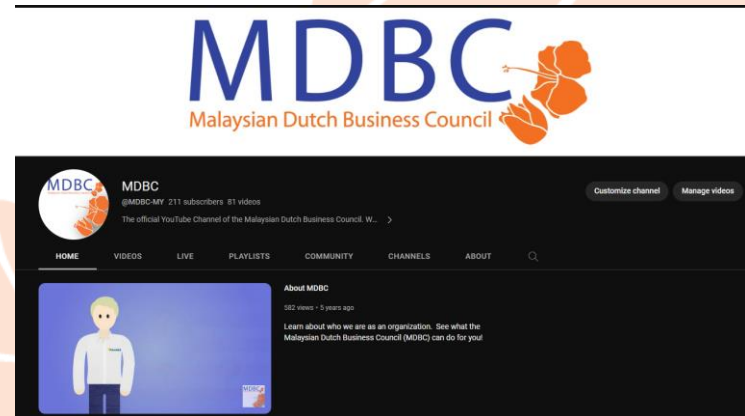 MDBC
Malaysian Dutch Business Council
MDBC
MDBC
@MDBC-MY 211 subscribers 81 videos
Customize channel Manage videos
The official YouTube Channel of the Malaysian Dutch Business Council. W... >
HOME VIDEOS LIVE PLAYLISTS COMMUNITY CHANNELS ABOUT
About MDBC
582 views • 5 years ago
Learn about who we are as an organization. See what the
Malaysian Dutch Business Council (MDBC) can do for you!
MDBC